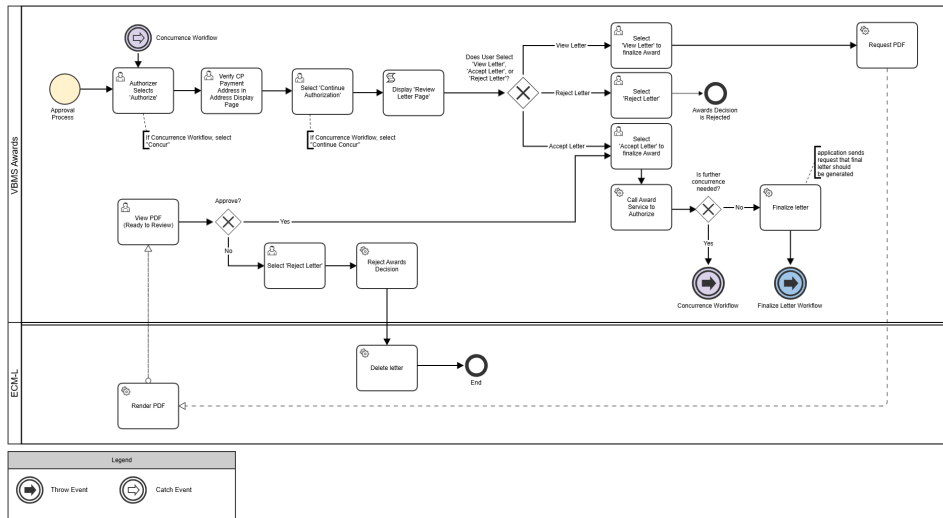 Concurrence Workflow
Approval
Process
Authorizer
Selects
'Authorize'
If Concurrence Workflow, select
"Concur"
Verify CP
Payment
Address in
Address Display
Page
Select 'Continue
Authorization'
If Concurrence Workflow, select
"Continue Concur"
Display 'Review
Letter Page'
Does User Select
'View Letter',
'Accept Letter', or
'Reject Letter'?
View Letter
Select
'View Letter' to
finalize Award
Request PDF
Reject Letter
Select
'Reject Letter'
Awards Decision
is Rejected
Accept Letter
Select
'Accept Letter' to
finalize Award
Call Award
Service to
Authorize
Is further
concurrence
needed?
No
Yes
application sends
request that final
letter should
be generated
Finalize letter
Concurrence Workflow
Finalize Letter Workflow
VBMS Awards
View PDF
(Ready to Review)
Approve?
Yes
No
Select 'Reject Letter'
Reject Awards
Decision
ECM-L
Delete letter
End
Render PDF
Legend
Throw Event
Catch Event